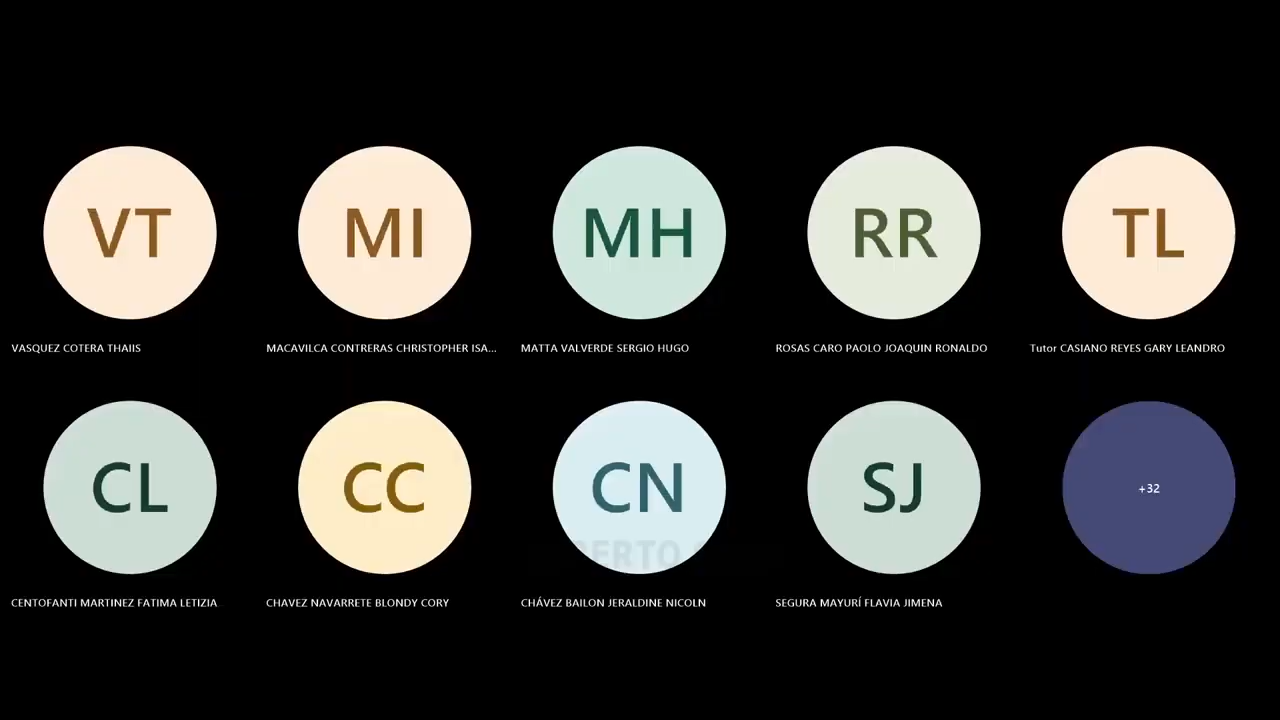 VT MI MH RR TL
VASQUEZ COTERA THAIIS
MACAVILCA CONTRERAS CHRISTOPHER ISA...
MATTA VALVERDE SERGIO HUGO
ROSAS CARO PAOLO JOAQUIN RONALDO
Tutor CASIANO REYES GARY LEANDRO
CL CC CN SJ +32
CENTOFANTI MARTINEZ FATIMA LETIZIA
CHAVEZ NAVARRETE BLONDY CORY
CHÁVEZ BAILON JERALDINE NICOLN
SEGURA MAYURÍ FLAVIA JIMENA